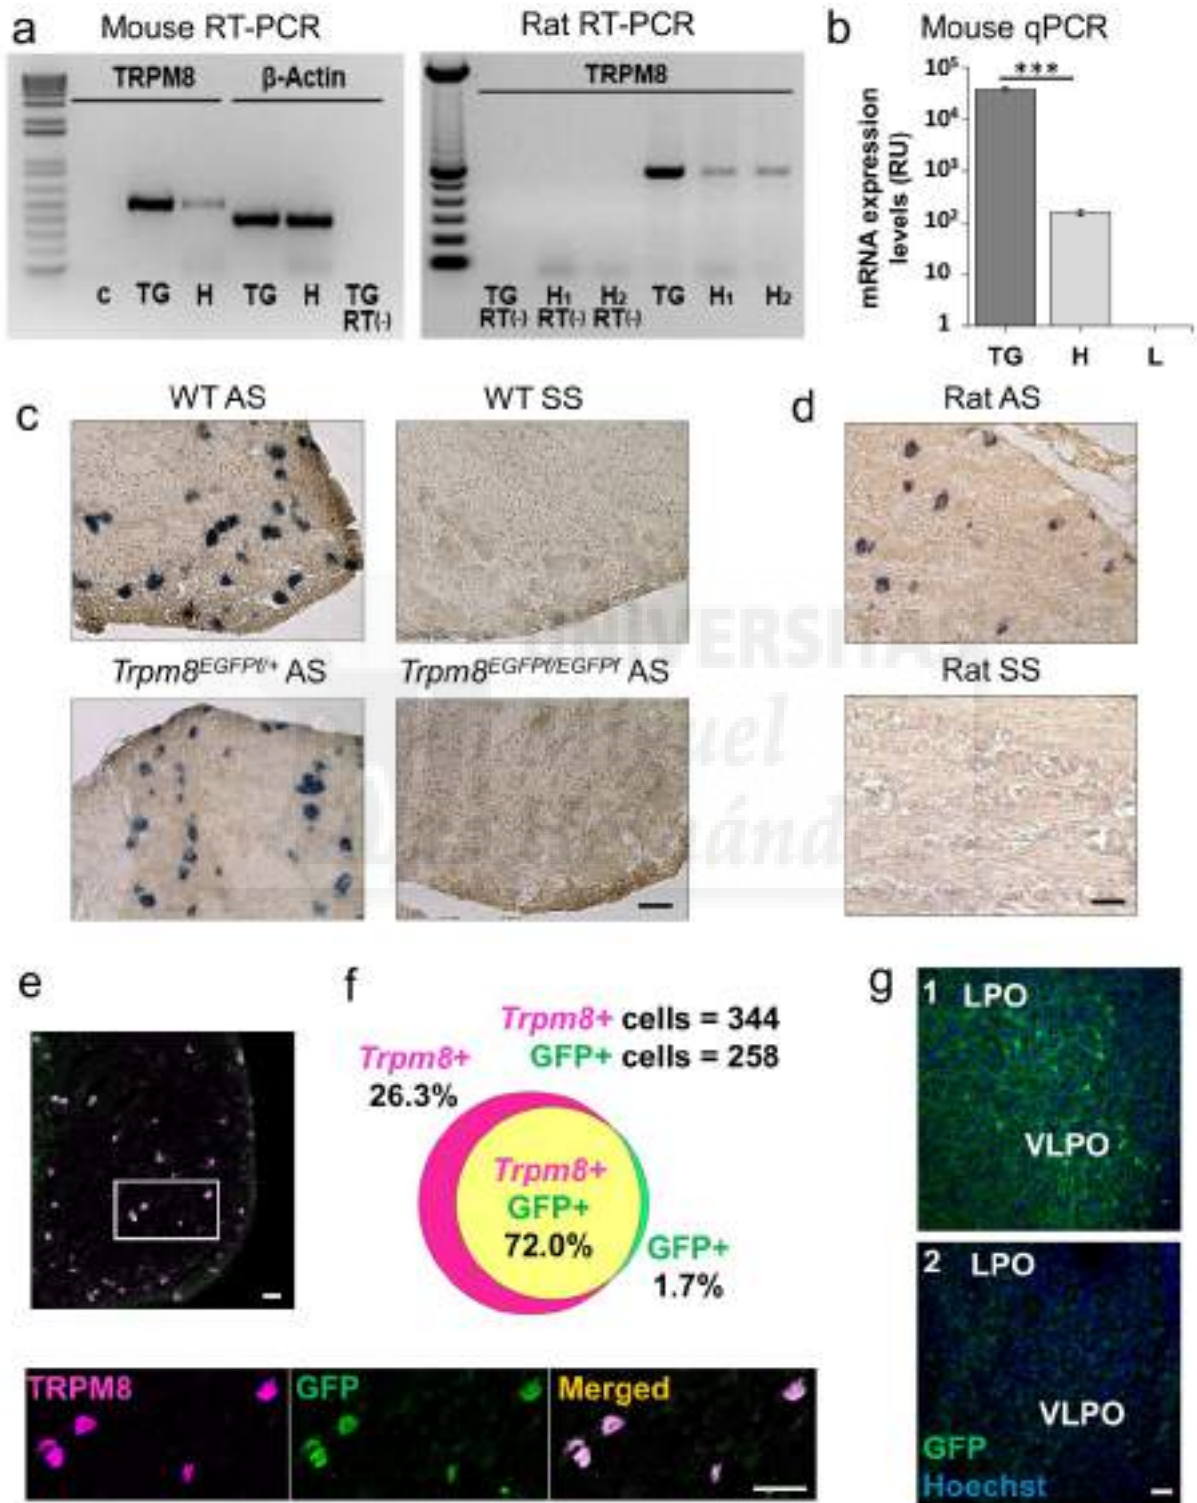 a
Mouse RT-PCR
TRPM8 β-Actin
C TG H TG H TG
RT(-)
Rat RT-PCR
TRPM8
TG H1 H2 TG H1 H2
RT(-) RT(-) RT(-)
b
Mouse qPCR
mRNA expression
levels (RU)
10⁵
10⁴
10³
10²
10
1
***
TG H L
c
WT AS
WT SS
Trpm8EGFPf/+ AS
Trpm8EGFPf/EGFPf AS
d
Rat AS
Rat SS
UNIVERSITAS
Miguel
Hernández
e
f
Trpm8+ cells = 344
GFP+ cells = 258
Trpm8+
26.3%
Trpm8+
GFP+
72.0%
GFP+
1.7%
TRPM8
GFP
Merged
g
1 LPO
VLPO
2 LPO
VLPO
GFP
Hoechst